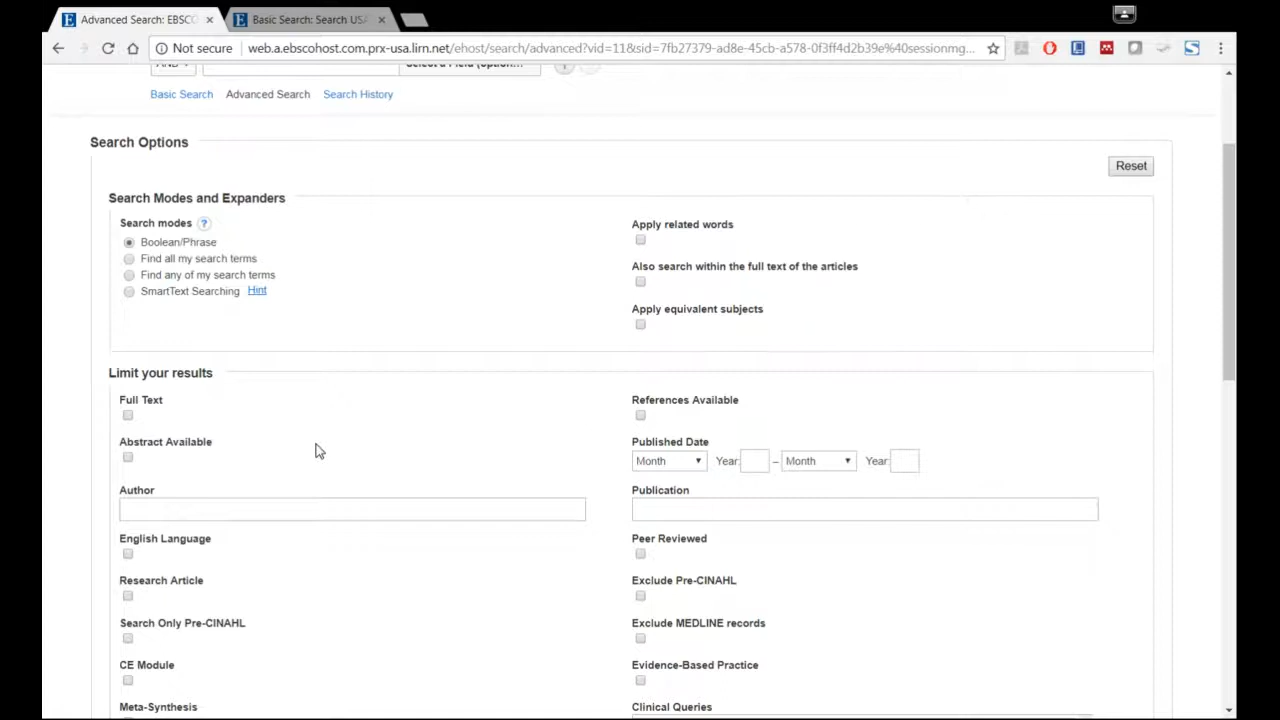 Advanced Search: EBSCO
Basic Search: Search USA
Not secure web.a.ebscohost.com.prx-usa.lirn.net/ehost/search/advanced?vid=11&sid=7fb27379-ad8e-45cb-a578-0f3ff4d2b39e%40sessionmg...
AND Select a Field (option...
Basic Search Advanced Search Search History
Search Options
Reset
Search Modes and Expanders
Search modes ?
Apply related words
Boolean/Phrase
Find all my search terms
Also search within the full text of the articles
Find any of my search terms
SmartText Searching Hint
Apply equivalent subjects
Limit your results
Full Text
References Available
Abstract Available
Published Date
Month Year: – Month Year:
Author
Publication
English Language
Peer Reviewed
Research Article
Exclude Pre-CINAHL
Search Only Pre-CINAHL
Exclude MEDLINE records
CE Module
Evidence-Based Practice
Meta-Synthesis
Clinical Queries